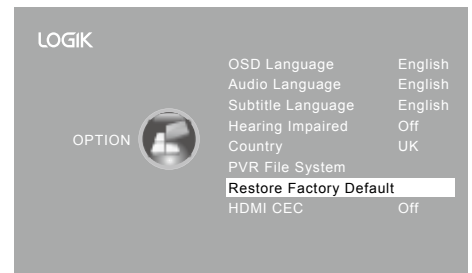 LOGIK
OPTION
OSD Language English
Audio Language English
Subtitle Language English
Hearing Impaired Off
Country UK
PVR File System
Restore Factory Default
HDMI CEC Off